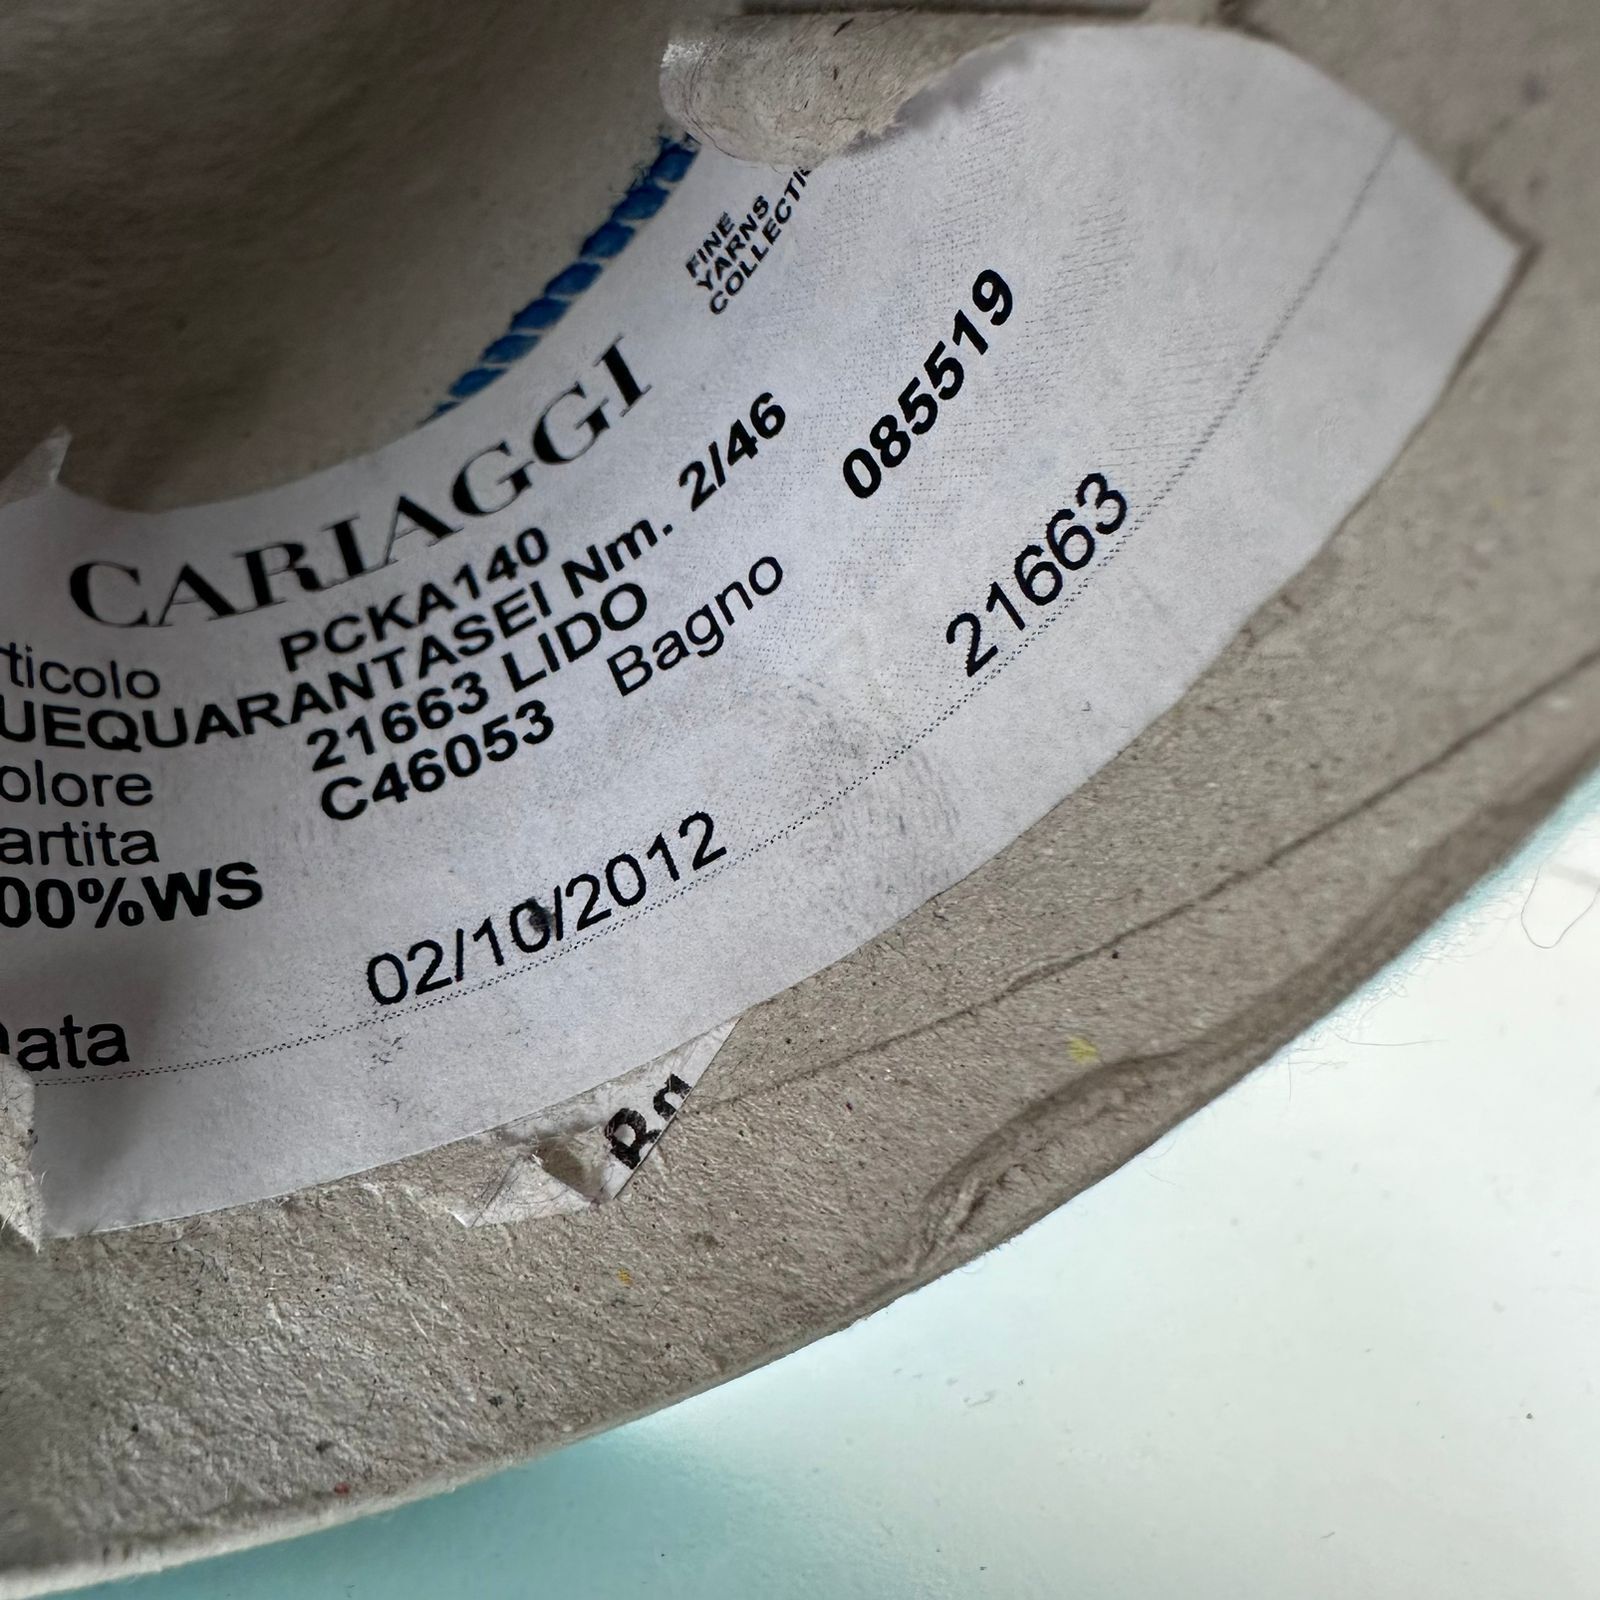 FINE
YARNS
COLLECTI
CARIAGGI
rticolo PCKA140
UEQUARANTASEI Nm. 2/46
olore 21663 LIDO
artita C46053 Bagno 085519
00%WS
21663
Data 02/10/2012